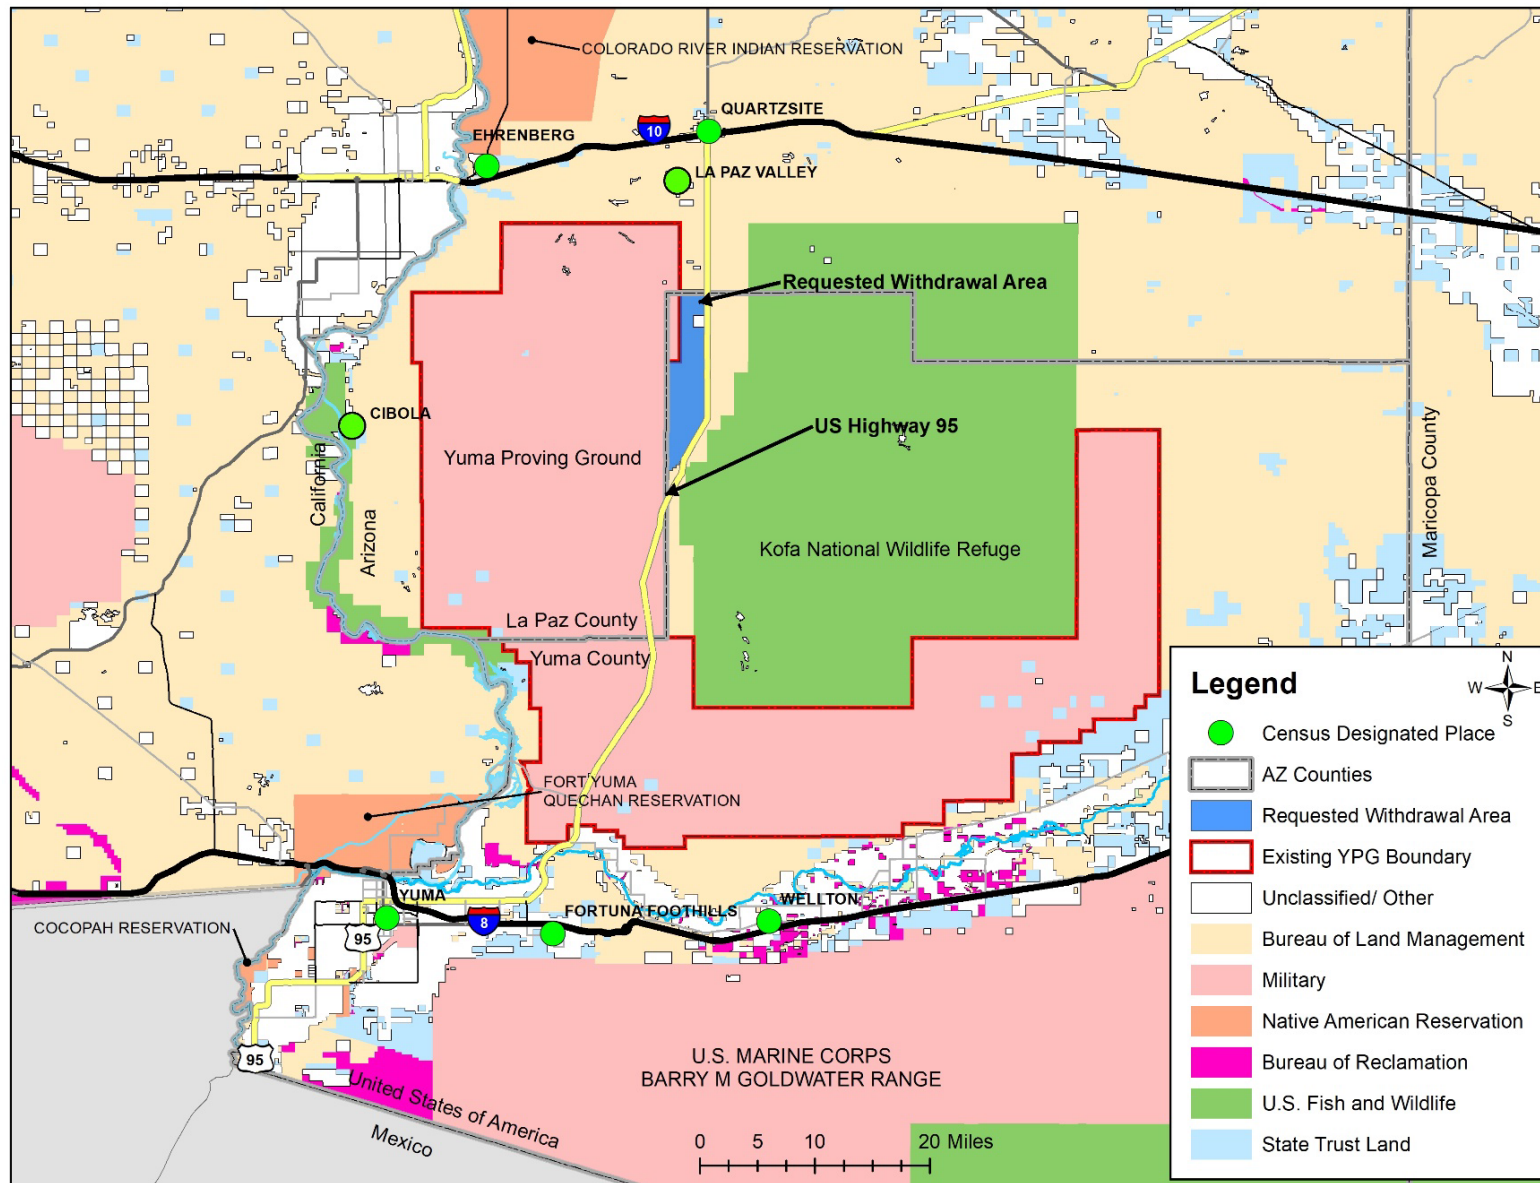 COLORADO RIVER INDIAN RESERVATION
QUARTZSITE
10
EHRENBERG
LA PAZ VALLEY
Requested Withdrawal Area
CIBOLA
US Highway 95
Yuma Proving Ground
California
Arizona
Maricopa County
Kofa National Wildlife Refuge
La Paz County
Yuma County
FORT YUMA
QUECHAN RESERVATION
YUMA
WELLTON
FORTUNA FOOTHILLS
8
95
COCOPAH RESERVATION
95
U.S. MARINE CORPS
BARRY M GOLDWATER RANGE
United States of America
Mexico
0 5 10 20 Miles
Legend
N
W E
S
Census Designated Place
AZ Counties
Requested Withdrawal Area
Existing YPG Boundary
Unclassified/ Other
Bureau of Land Management
Military
Native American Reservation
Bureau of Reclamation
U.S. Fish and Wildlife
State Trust Land